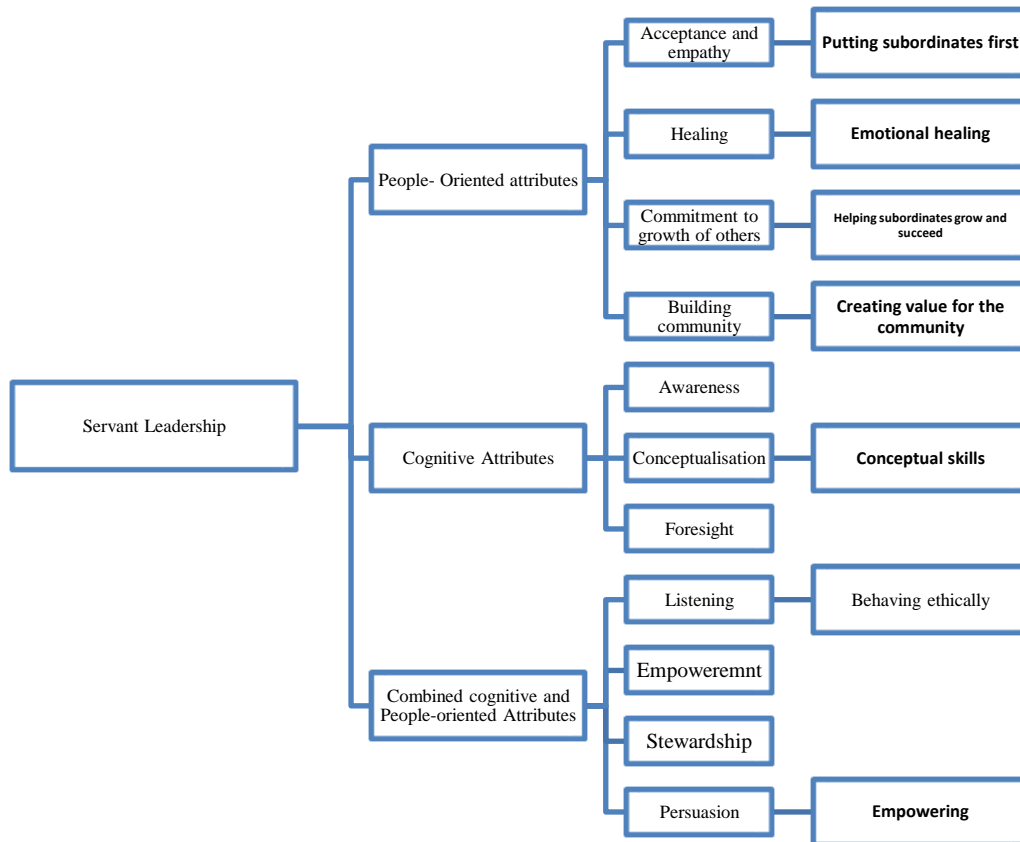 Servant Leadership
People- Oriented attributes
Acceptance and
empathy
Putting subordinates first
Healing
Emotional healing
Commitment to
growth of others
Helping subordinates grow and
succeed
Building
community
Creating value for the
community
Cognitive Attributes
Awareness
Conceptualisation
Conceptual skills
Foresight
Combined cognitive and
People-oriented Attributes
Listening
Behaving ethically
Empoweremnt
Stewardship
Persuasion
Empowering